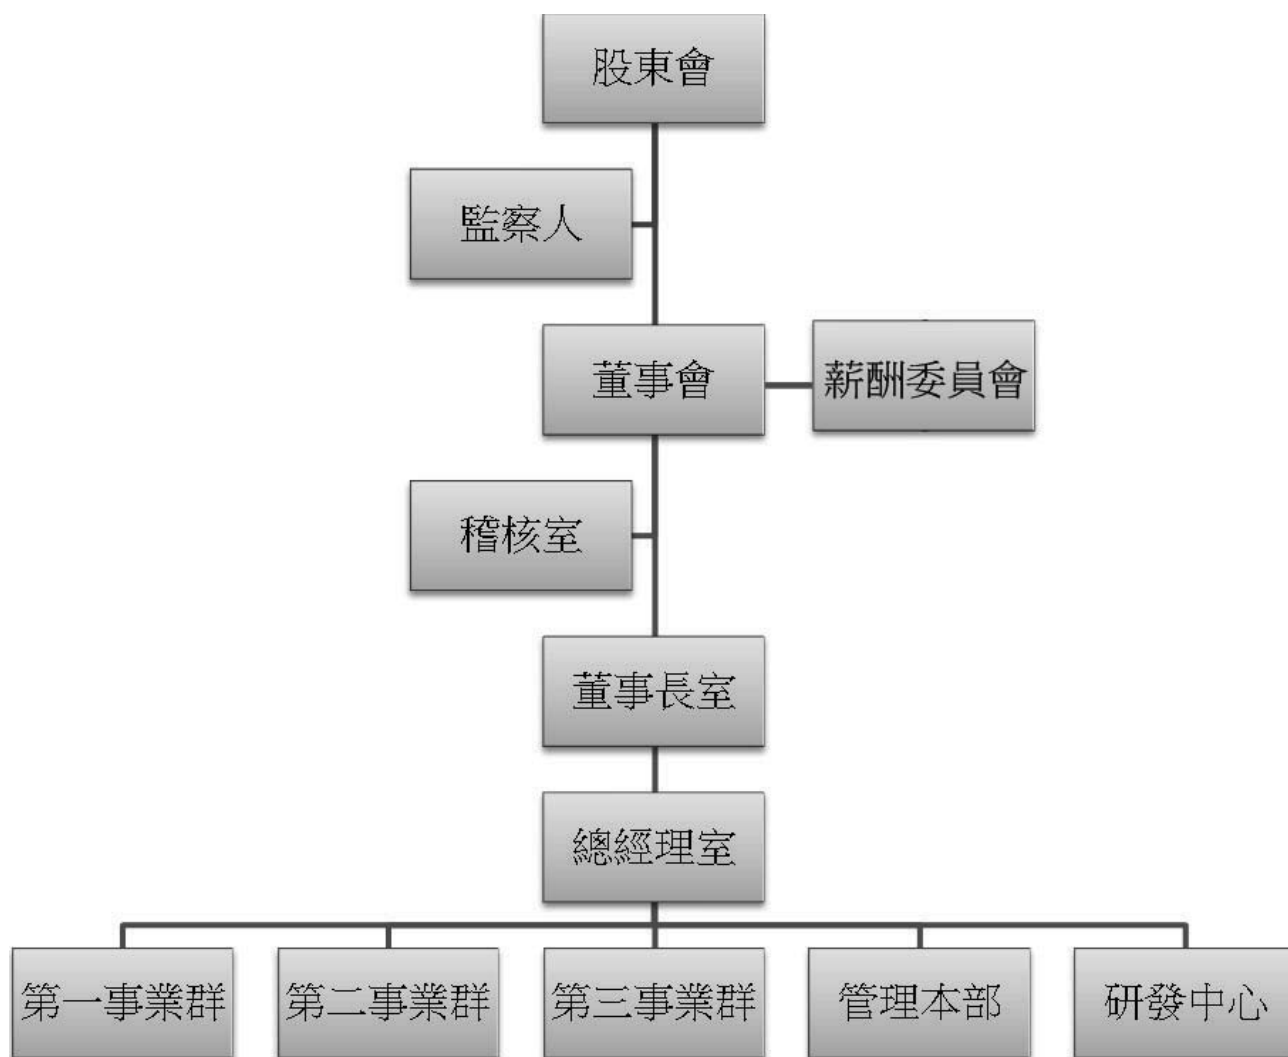 股東會
監察人
董事會
薪酬委員會
稽核室
董事長室
總經理室
第一事業群
第二事業群
第三事業群
管理本部
研發中心